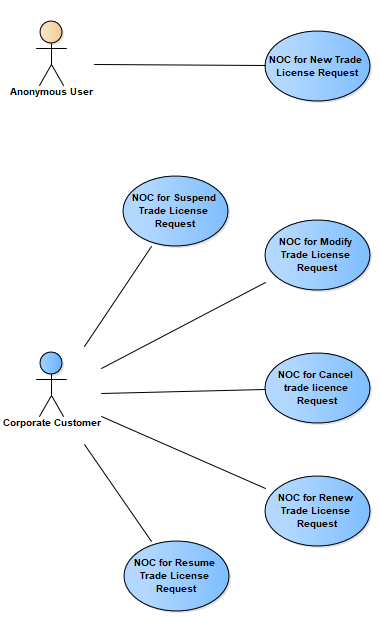 NOC for New Trade
License Request
Anonymous User
NOC for Suspend
Trade License
Request
NOC for Modify
Trade License
Request
NOC for Cancel
trade licence
Request
Corporate Customer
NOC for Renew
Trade License
Request
NOC for Resume
Trade License
Request